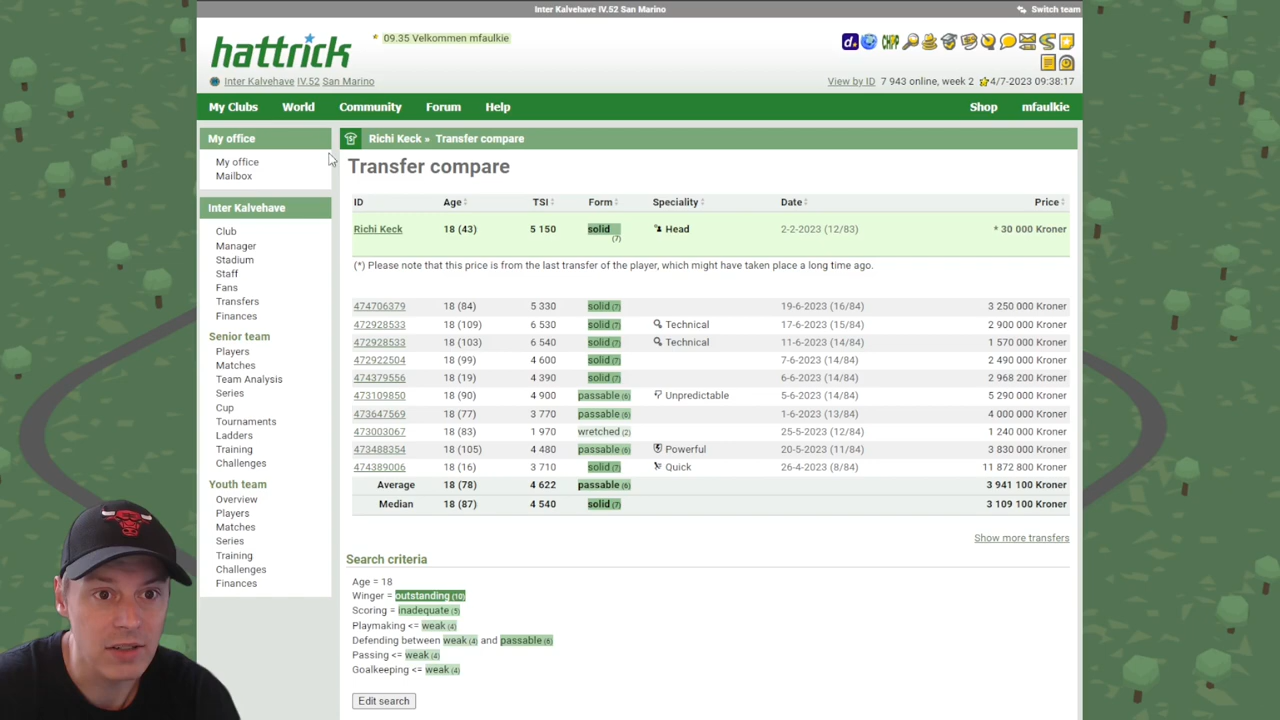 Inter Kalvehave IV.52 San Marino
Switch team
hattrick
* 09.35 Velkommen mfaulkie
Inter Kalvehave IV.52 San Marino
View by ID 7 943 online, week 2 4/7-2023 09:38:17
My Clubs World Community Forum Help Shop mfaulkie
My office
My office
Mailbox
Inter Kalvehave
Club
Manager
Stadium
Staff
Fans
Transfers
Finances
Senior team
Players
Matches
Team Analysis
Series
Cup
Tournaments
Ladders
Training
Challenges
Youth team
Overview
Players
Matches
Series
Training
Challenges
Finances
Richi Keck » Transfer compare
Transfer compare
ID Age TSI Form Speciality Date Price
Richi Keck 18 (43) 5 150 solid (7) Head 2-2-2023 (12/83) * 30 000 Kroner
(*) Please note that this price is from the last transfer of the player, which might have taken place a long time ago.
474706379 18 (84) 5 330 solid (7) 19-6-2023 (16/84) 3 250 000 Kroner
472928533 18 (109) 6 530 solid (7) Technical 17-6-2023 (15/84) 2 900 000 Kroner
472928533 18 (103) 6 540 solid (7) Technical 11-6-2023 (14/84) 1 570 000 Kroner
472922504 18 (99) 4 600 solid (7) 7-6-2023 (14/84) 2 490 000 Kroner
474379556 18 (19) 4 390 solid (7) 6-6-2023 (14/84) 2 968 200 Kroner
473109850 18 (90) 4 900 passable (6) Unpredictable 5-6-2023 (14/84) 5 290 000 Kroner
473647569 18 (77) 3 770 passable (6) 1-6-2023 (13/84) 4 000 000 Kroner
473003067 18 (83) 1 970 wretched (2) 25-5-2023 (12/84) 1 240 000 Kroner
473488354 18 (105) 4 480 passable (6) Powerful 20-5-2023 (11/84) 3 830 000 Kroner
474389006 18 (16) 3 710 solid (7) Quick 26-4-2023 (8/84) 11 872 800 Kroner
Average 18 (78) 4 622 passable (6) 3 941 100 Kroner
Median 18 (87) 4 540 solid (7) 3 109 100 Kroner
Show more transfers
Search criteria
Age = 18
Winger = outstanding (10)
Scoring = inadequate (5)
Playmaking <= weak (4)
Defending between weak (4) and passable (6)
Passing <= weak (4)
Goalkeeping <= weak (4)
Edit search